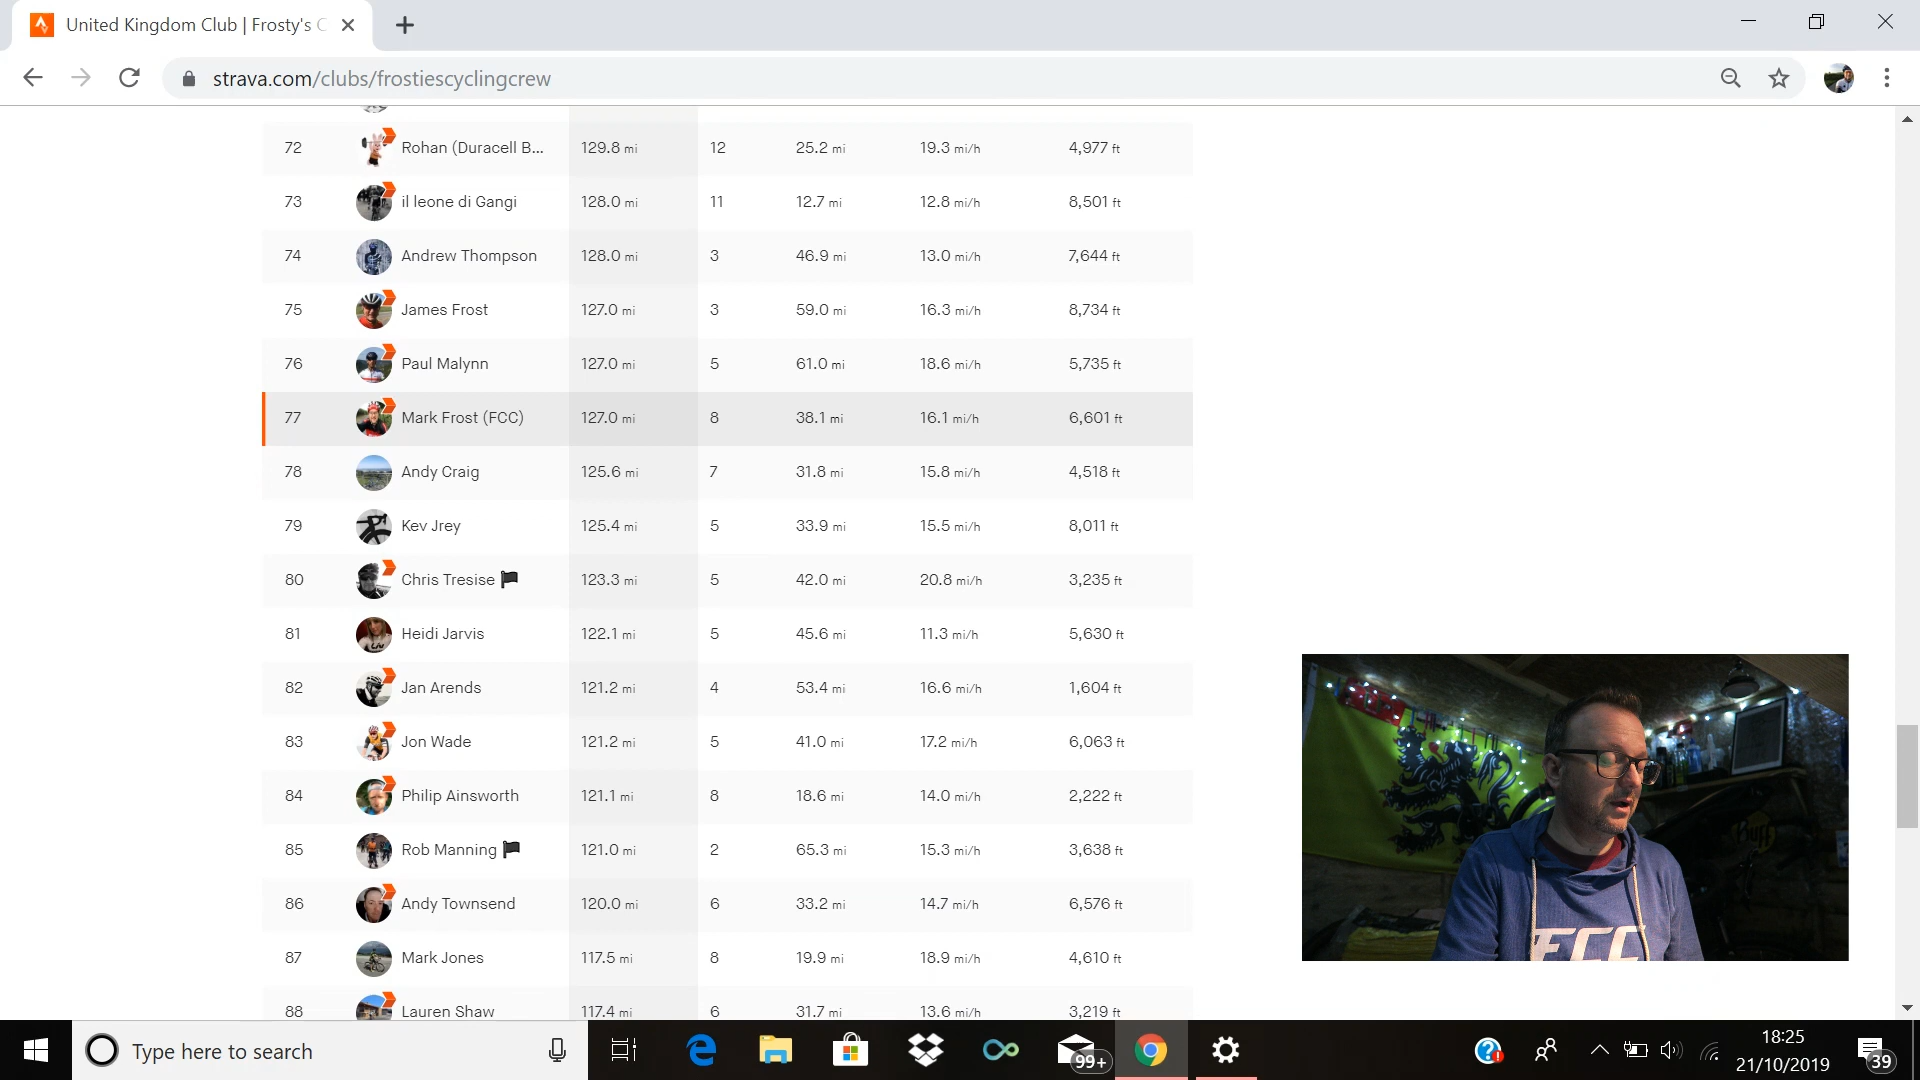 United Kingdom Club | Frosty's C
strava.com/clubs/frostiescyclingcrew
72 Rohan (Duracell B... 129.8 mi 12 25.2 mi 19.3 mi/h 4,977 ft
73 il leone di Gangi 128.0 mi 11 12.7 mi 12.8 mi/h 8,501 ft
74 Andrew Thompson 128.0 mi 3 46.9 mi 13.0 mi/h 7,644 ft
75 James Frost 127.0 mi 3 59.0 mi 16.3 mi/h 8,734 ft
76 Paul Malynn 127.0 mi 5 61.0 mi 18.6 mi/h 5,735 ft
77 Mark Frost (FCC) 127.0 mi 8 38.1 mi 16.1 mi/h 6,601 ft
78 Andy Craig 125.6 mi 7 31.8 mi 15.8 mi/h 4,518 ft
79 Kev Jrey 125.4 mi 5 33.9 mi 15.5 mi/h 8,011 ft
80 Chris Tresise 123.3 mi 5 42.0 mi 20.8 mi/h 3,235 ft
81 Heidi Jarvis 122.1 mi 5 45.6 mi 11.3 mi/h 5,630 ft
82 Jan Arends 121.2 mi 4 53.4 mi 16.6 mi/h 1,604 ft
83 Jon Wade 121.2 mi 5 41.0 mi 17.2 mi/h 6,063 ft
84 Philip Ainsworth 121.1 mi 8 18.6 mi 14.0 mi/h 2,222 ft
85 Rob Manning 121.0 mi 2 65.3 mi 15.3 mi/h 3,638 ft
86 Andy Townsend 120.0 mi 6 33.2 mi 14.7 mi/h 6,576 ft
87 Mark Jones 117.5 mi 8 19.9 mi 18.9 mi/h 4,610 ft
88 Lauren Shaw 117.4 mi 6 31.7 mi 13.6 mi/h 3,219 ft
FCC
Type here to search
99+
18:25
21/10/2019
39